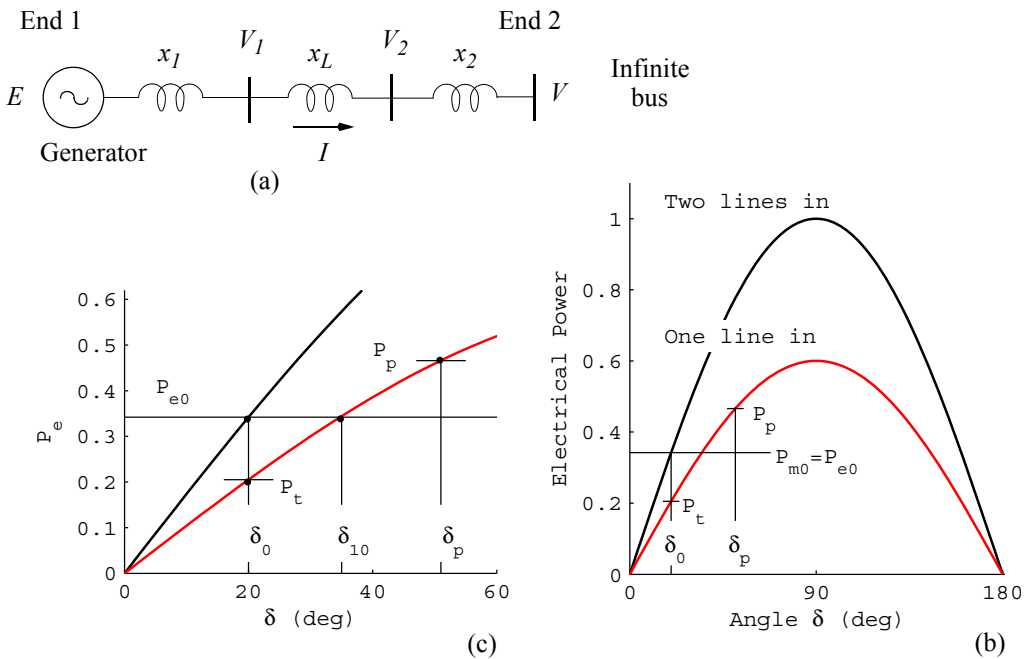 End 1
End 2
V1
V2
x1
xL
x2
E
V
Infinite
bus
Generator
I
(a)
0.6
0.5
0.4
0.3
0.2
0.1
0
Pe
Pe0
Pp
Pt
δ0
δ10
δp
0
20
40
60
δ (deg)
(c)
1
0.8
0.6
0.4
0.2
0
Electrical Power
Two lines in
One line in
Pp
Pm0=Pe0
Pt
δ0
δp
0
90
180
Angle δ (deg)
(b)